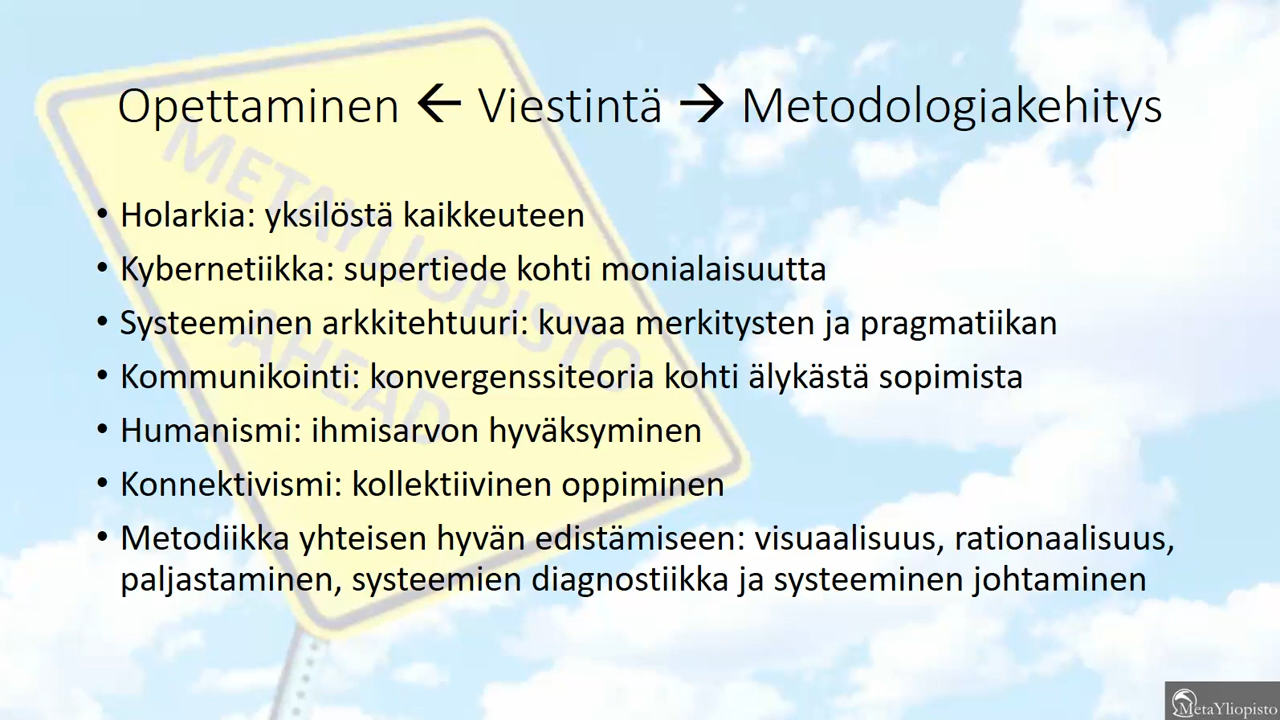 Opettaminen ← Viestintä → Metodologiakehitys
• Holarkia: yksilöstä kaikkeuteen
• Kybernetiikka: supertiede kohti monialaisuutta
• Systeeminen arkkitehtuuri: kuvaa merkitysten ja pragmatiikan
• Kommunikointi: konvergenssiteoria kohti älykästä sopimista
• Humanismi: ihmisarvon hyväksyminen
• Konnektivismi: kollektiivinen oppiminen
• Metodiikka yhteisen hyvän edistämiseen: visuaalisuus, rationaalisuus,
paljastaminen, systeemien diagnostiikka ja systeeminen johtaminen
METAYLIOPISTO
AHEAD
MetaYliopisto